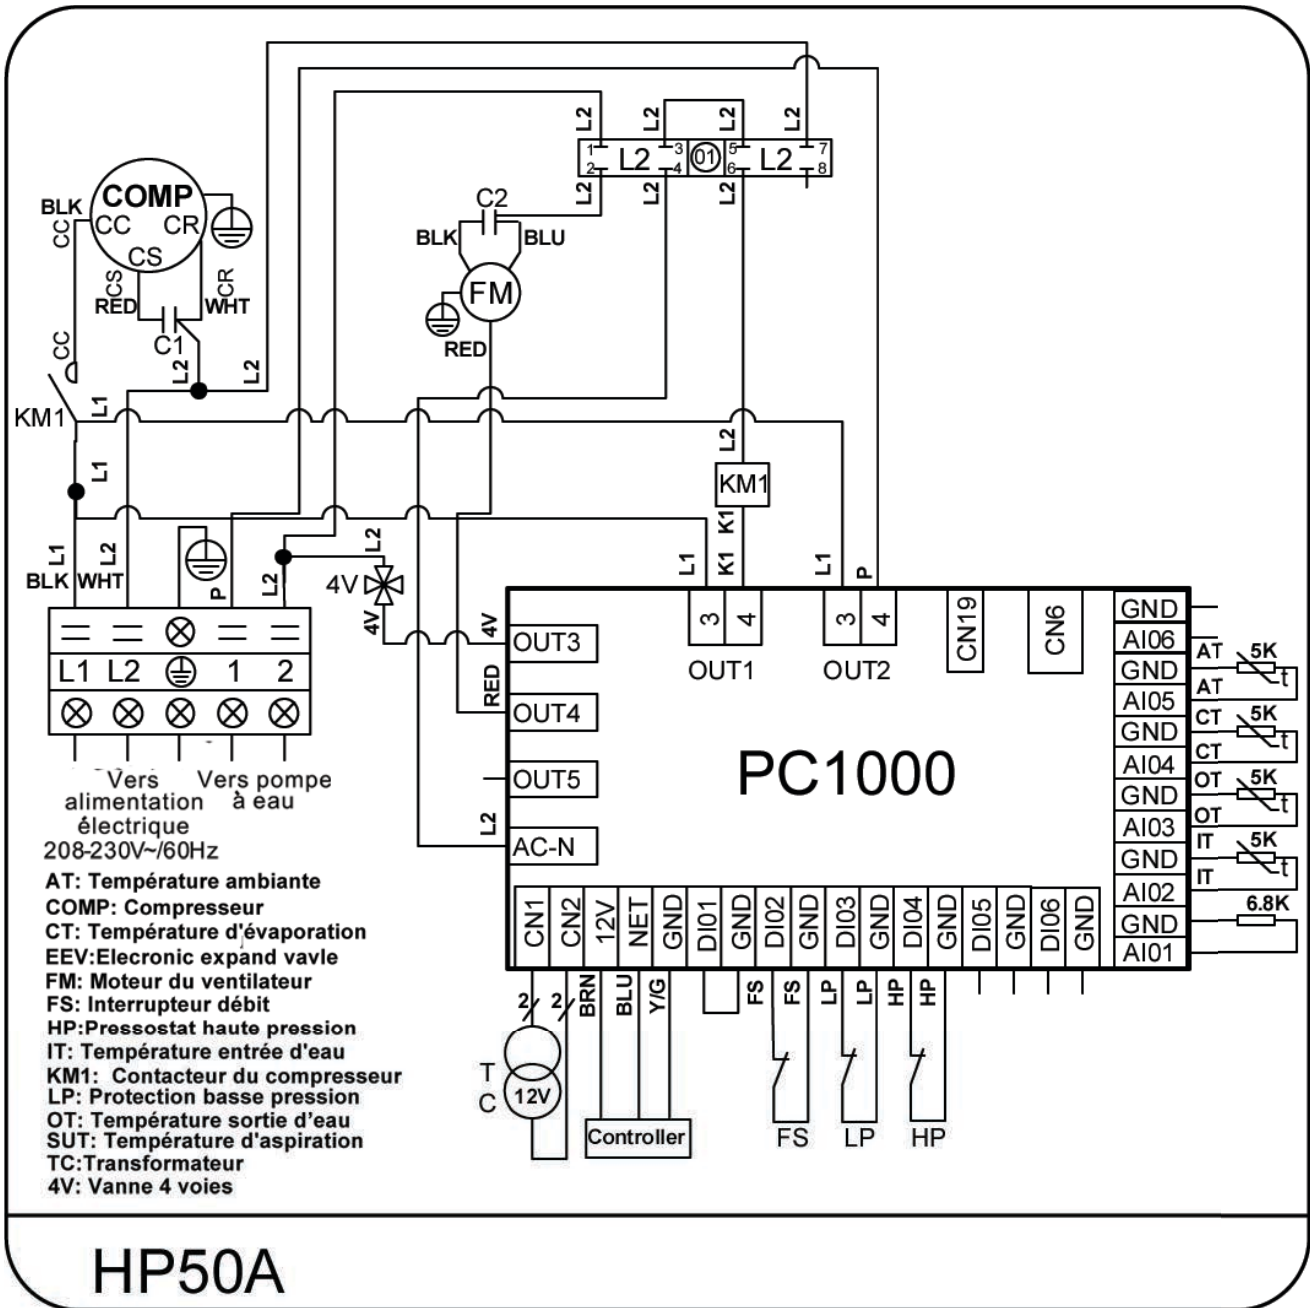 L2 L2 L2 L2
1 3 5 7
L2 01 L2
2 4 6 8
L2 L2 L2
COMP
BLK CC CC CR
CS
CS CR
RED WHT
C1
CC
L2 L2
C2
BLK BLU
FM
RED
KM1 L1
L1
L2
KM1
K1
L1 K1 L1 P
L1 L2
BLK WHT P L2
L2
4V
4V
L1 L2 1 2
Vers
alimentation
électrique
208-230V~/60Hz
Vers pompe
à eau
4V OUT3
RED OUT4
OUT5
L2 AC-N
3 4
OUT1
3 4
OUT2
CN19
CN6
PC1000
GND
AI06
GND
AI05
GND
AI04
GND
AI03
GND
AI02
GND
AI01
AT 5K
t
AT
CT 5K
t
CT
OT 5K
t
OT
IT 5K
t
IT
6.8K
CN1 CN2 12V NET GND DI01 GND DI02 GND DI03 GND DI04 GND DI05 GND DI06 GND
2 2 BRN BLU Y/G FS FS LP LP HP HP
T
C
12V
Controller
FS LP HP
AT: Température ambiante
COMP: Compresseur
CT: Température d'évaporation
EEV:Elecronic expand vavle
FM: Moteur du ventilateur
FS: Interrupteur débit
HP:Pressostat haute pression
IT: Température entrée d'eau
KM1: Contacteur du compresseur
LP: Protection basse pression
OT: Température sortie d'eau
SUT: Température d'aspiration
TC:Transformateur
4V: Vanne 4 voies
HP50A